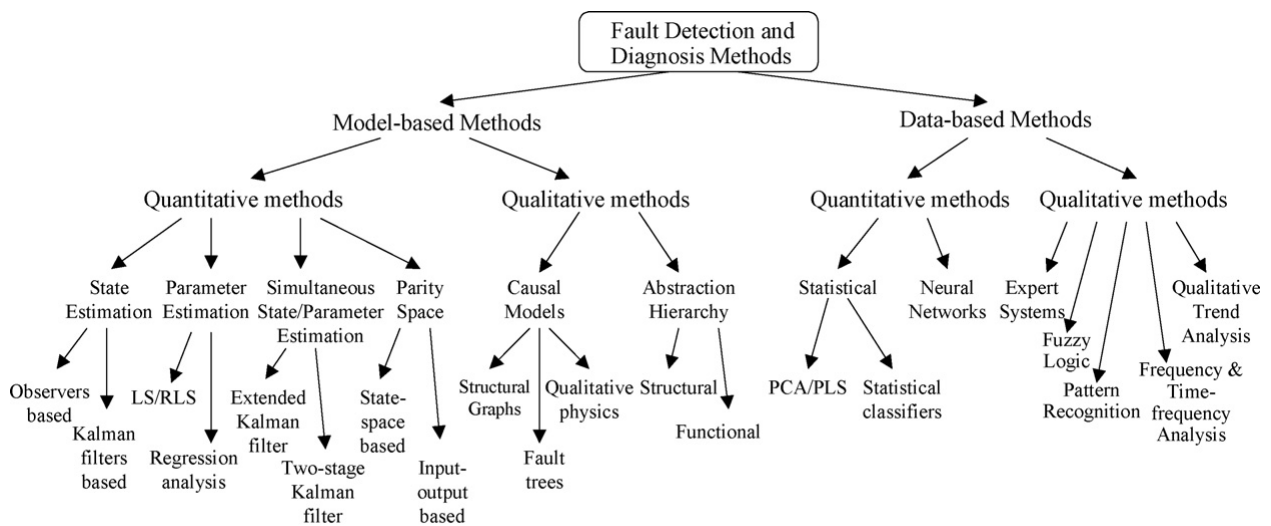 Fault Detection and
Diagnosis Methods
Model-based Methods
Data-based Methods
Quantitative methods
Qualitative methods
Quantitative methods
Qualitative methods
State
Estimation
Parameter
Estimation
Simultaneous
State/Parameter
Estimation
Parity
Space
Causal
Models
Abstraction
Hierarchy
Statistical
Neural
Networks
Expert
Systems
Fuzzy
Logic
Pattern
Recognition
Frequency &
Time-
frequency
Analysis
Qualitative
Trend
Analysis
Observers
based
Kalman
filters
based
LS/RLS
Regression
analysis
Extended
Kalman
filter
Two-stage
Kalman
filter
State-
space
based
Input-
output
based
Structural
Graphs
Fault
trees
Qualitative
physics
Structural
Functional
PCA/PLS
Statistical
classifiers